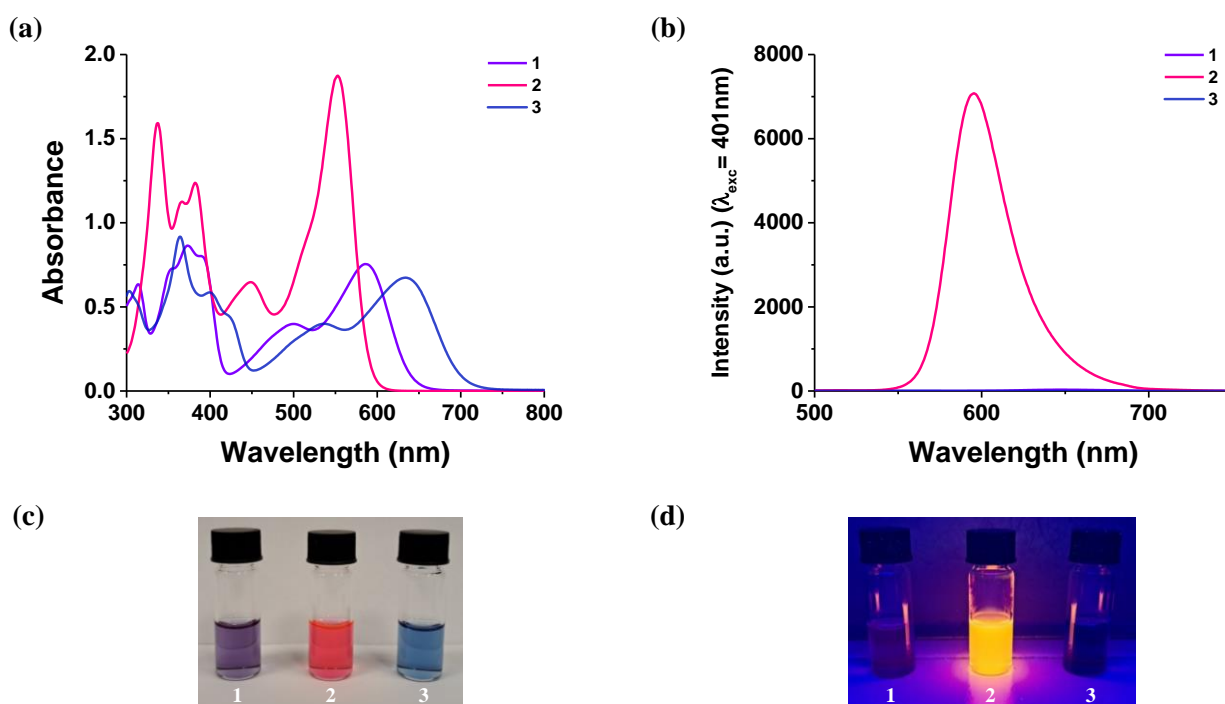 (a)
2.0
1.5
1.0
0.5
0.0
Absorbance
300 400 500 600 700 800
Wavelength (nm)
1
2
3
(b)
8000
6000
4000
2000
0
Intensity (a.u.) (λexc = 401nm)
500 600 700
Wavelength (nm)
1
2
3
(c)
1 2 3
(d)
1 2 3